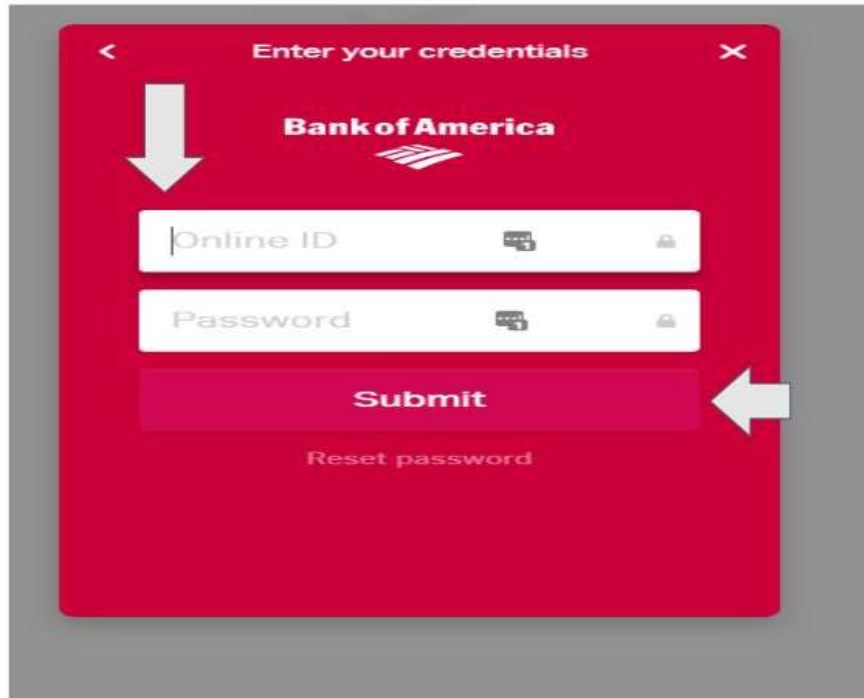 Enter your credentials
Bank of America
Online ID
Password
Submit
Reset password